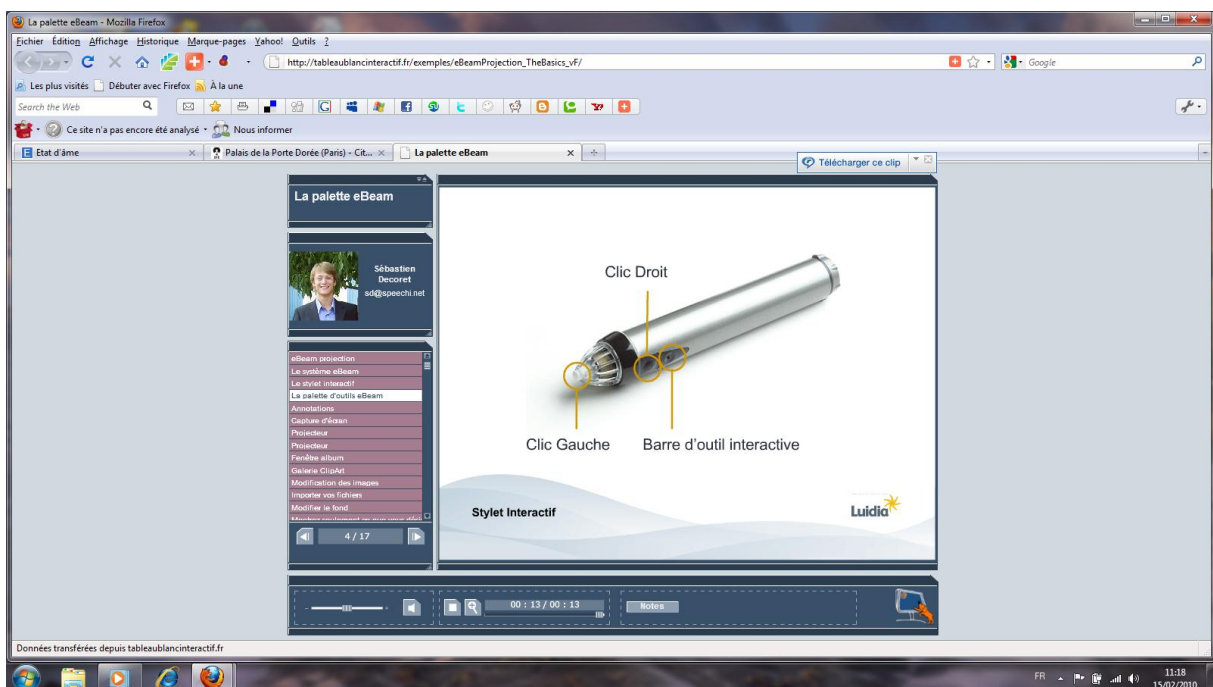 La palette eBeam - Mozilla Firefox
Fichier Édition Affichage Historique Marque-pages Yahoo! Outils ?
http://tableaublancinteractif.fr/exemples/eBeamProjection_TheBasics_vF/
Google
Les plus visités Débuter avec Firefox À la une
Search the Web
Ce site n'a pas encore été analysé Nous informer
Etat d'âme
Palais de la Porte Dorée (Paris) - Cit...
La palette eBeam
Télécharger ce clip
La palette eBeam
Sébastien
Decoret
sd@speechi.net
eBeam projection
Le système eBeam
Le stylet interactif
La palette d'outils eBeam
Annotations
Capture d'écran
Projecteur
Projecteur
Fenêtre album
Galerie ClipArt
Modification des images
Importer vos fichiers
Modifier le fond
4 / 17
Clic Droit
Clic Gauche
Barre d'outil interactive
Stylet Interactif
Luidia
00 : 13 / 00 : 13
Notes
Données transférées depuis tableaublancinteractif.fr
FR
11:18
15/02/2010